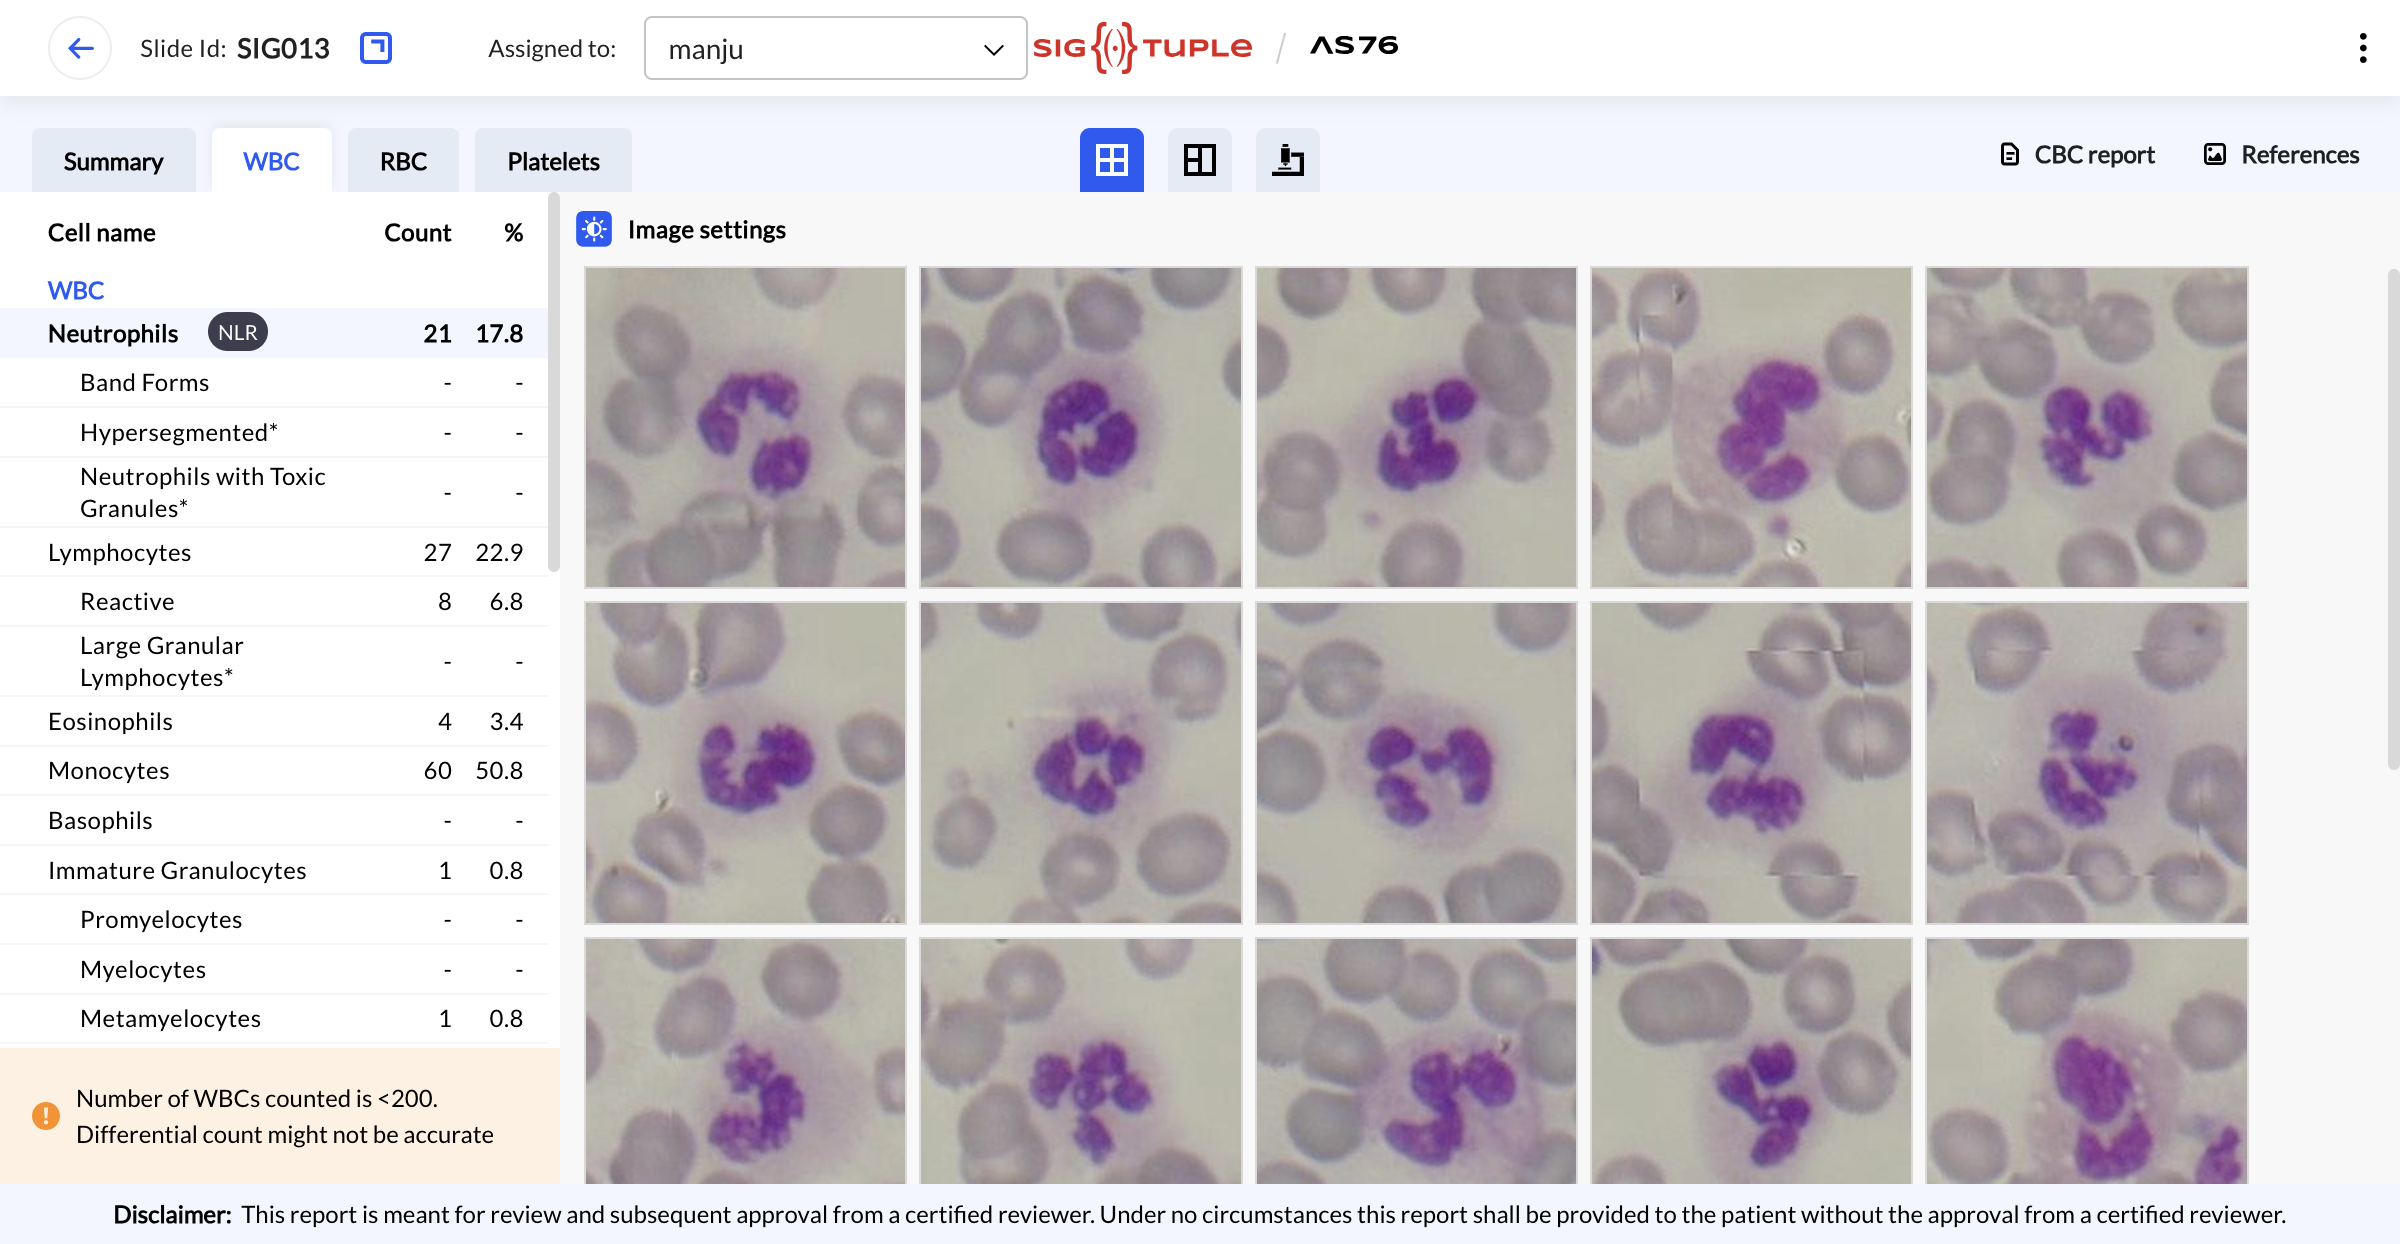 Slide Id: SIG013
Assigned to: manju
SIG{(·)}TUPLE / AS76
Summary WBC RBC Platelets
CBC report References
Cell name Count %
Image settings
WBC
Neutrophils NLR 21 17.8
Band Forms - -
Hypersegmented* - -
Neutrophils with Toxic
Granules* - -
Lymphocytes 27 22.9
Reactive 8 6.8
Large Granular
Lymphocytes* - -
Eosinophils 4 3.4
Monocytes 60 50.8
Basophils - -
Immature Granulocytes 1 0.8
Promyelocytes - -
Myelocytes - -
Metamyelocytes 1 0.8
Number of WBCs counted is <200.
Differential count might not be accurate
Disclaimer: This report is meant for review and subsequent approval from a certified reviewer. Under no circumstances this report shall be provided to the patient without the approval from a certified reviewer.